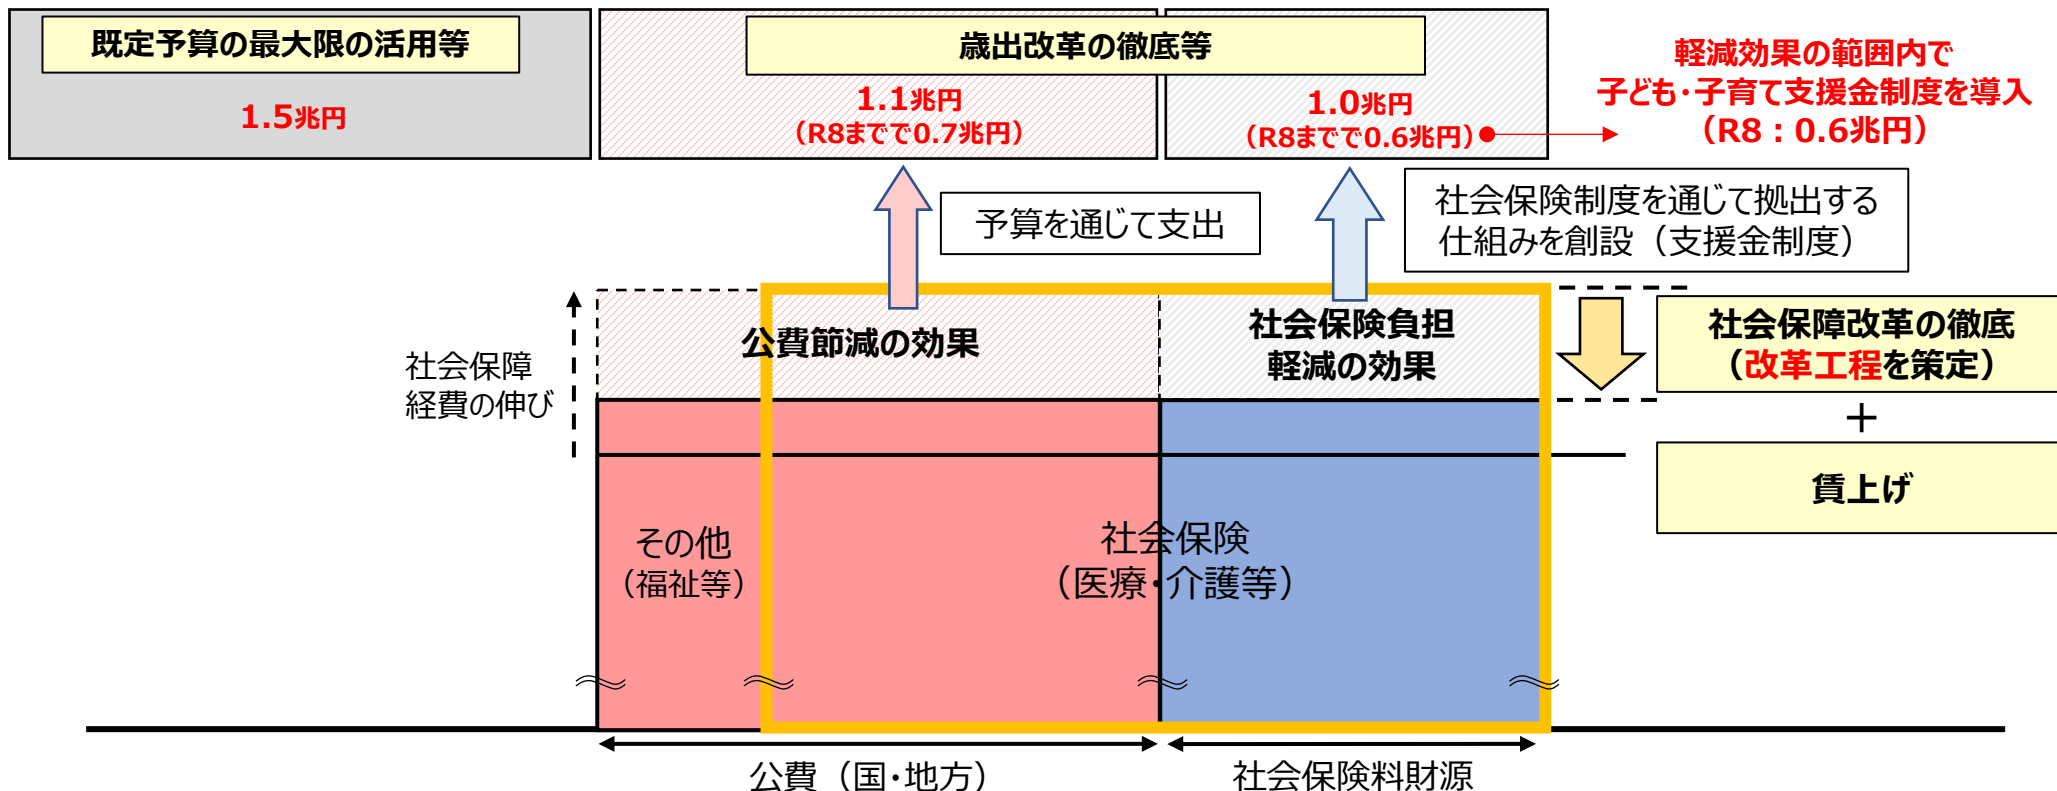 既定予算の最大限の活用等
1.5兆円
歳出改革の徹底等
1.1兆円
（R8までで0.7兆円）
1.0兆円
（R8までで0.6兆円）
軽減効果の範囲内で
子ども・子育て支援金制度を導入
（R8：0.6兆円）
予算を通じて支出
社会保険制度を通じて拠出する
仕組みを創設（支援金制度）
社会保障
経費の伸び
公費節減の効果
社会保険負担
軽減の効果
社会保障改革の徹底
（改革工程を策定）
＋
賃上げ
その他
（福祉等）
社会保険
（医療・介護等）
公費（国・地方）
社会保険料財源